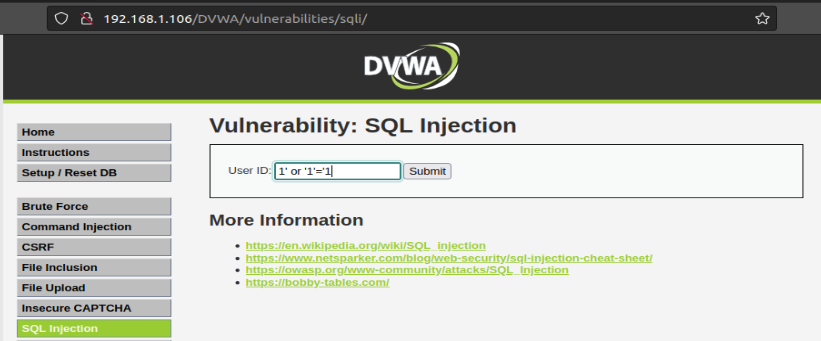 192.168.1.106/DVWA/vulnerabilities/sqli/
DVWA
Home
Instructions
Setup / Reset DB
Brute Force
Command Injection
CSRF
File Inclusion
File Upload
Insecure CAPTCHA
SQL Injection
Vulnerability: SQL Injection
User ID: 1' or '1'='1 Submit
More Information
https://en.wikipedia.org/wiki/SQL_injection
https://www.netsparker.com/blog/web-security/sql-injection-cheat-sheet/
https://owasp.org/www-community/attacks/SQL_Injection
https://bobby-tables.com/